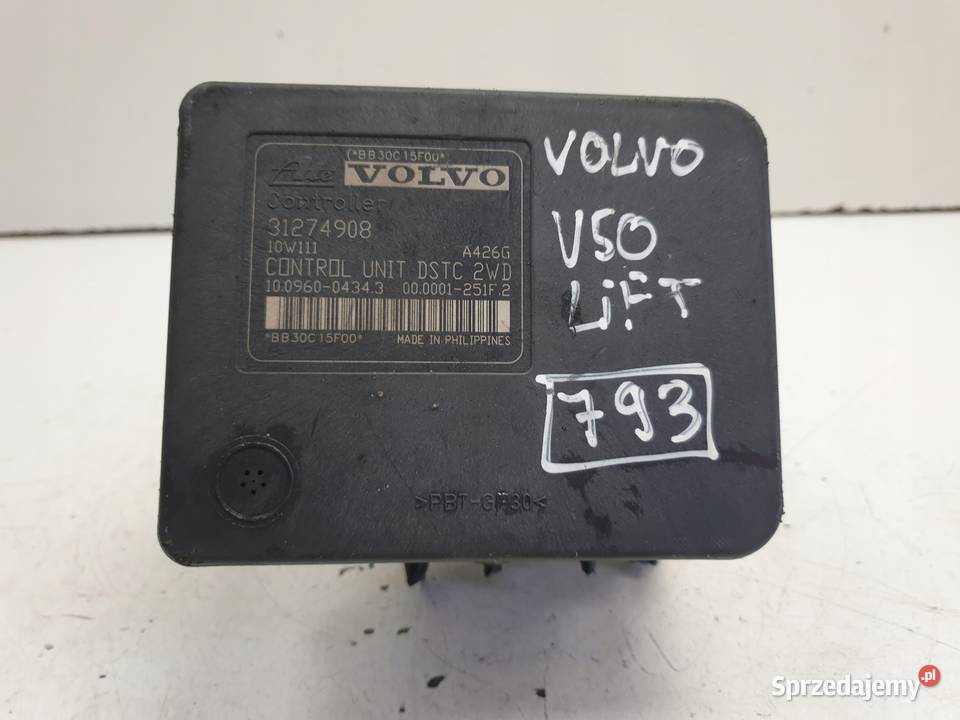 *BB30C15F00*
Ate VOLVO
Controller
31274908
10W111 A426G
CONTROL UNIT DSTC 2WD
10.0960-0434.3 00.0001-251F.2
*BB30C15F00* MADE IN PHILIPPINES
VOLVO
V50
LiFT
793
>PBT-GF30<
Sprzedajemy.pl